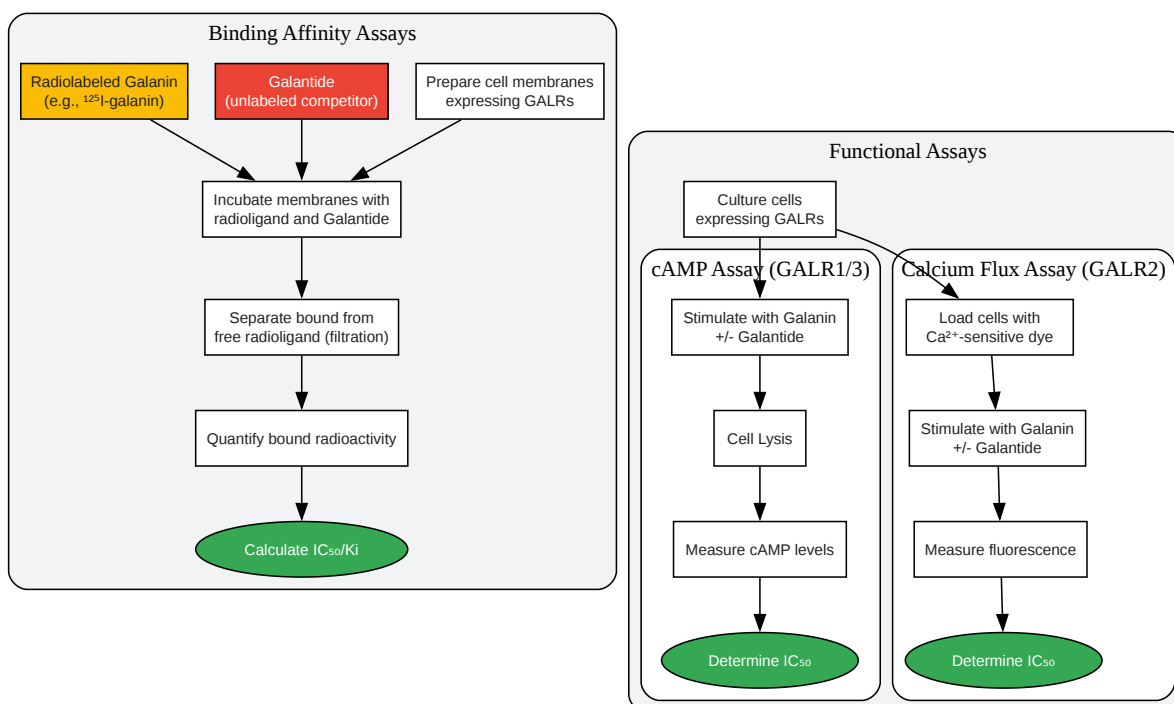 Binding Affinity Assays
Radiolabeled Galanin
(e.g., ¹²⁵I-galanin)
Galantide
(unlabeled competitor)
Prepare cell membranes
expressing GALRs
Incubate membranes with
radioligand and Galantide
Separate bound from
free radioligand (filtration)
Quantify bound radioactivity
Calculate IC₅₀/Ki
Functional Assays
Culture cells
expressing GALRs
cAMP Assay (GALR1/3)
Stimulate with Galanin
+/- Galantide
Cell Lysis
Measure cAMP levels
Determine IC₅₀
Calcium Flux Assay (GALR2)
Load cells with
Ca²⁺-sensitive dye
Stimulate with Galanin
+/- Galantide
Measure fluorescence
Determine IC₅₀